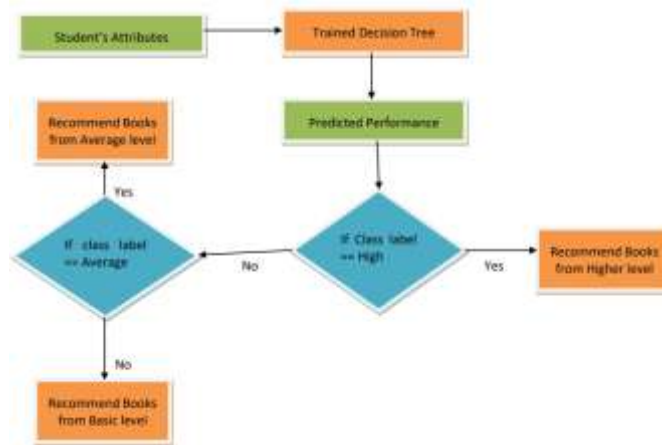 Student's Attributes
Trained Decision Tree
Predicted Performance
Recommend Books
from Average level
Yes
If class label
== Average
No
If Class label
== High
Yes
Recommend Books
from Higher level
No
Recommend Books
from Basic level